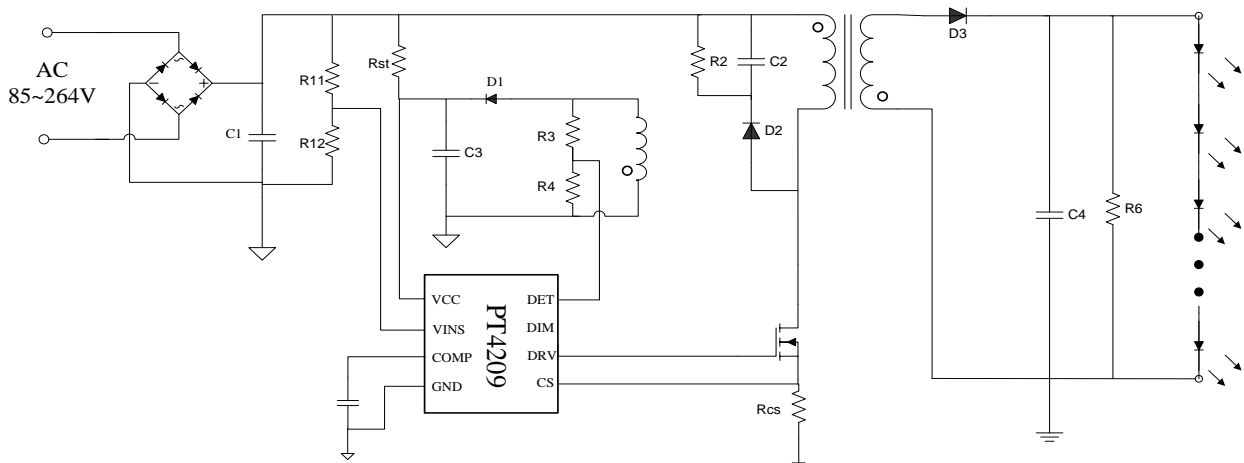 AC
85~264V
C1
R11
R12
Rst
D1
C3
R3
R4
R2
C2
D2
D3
C4
R6
PT4209
VCC
VINS
COMP
GND
DET
DIM
DRV
CS
Rcs